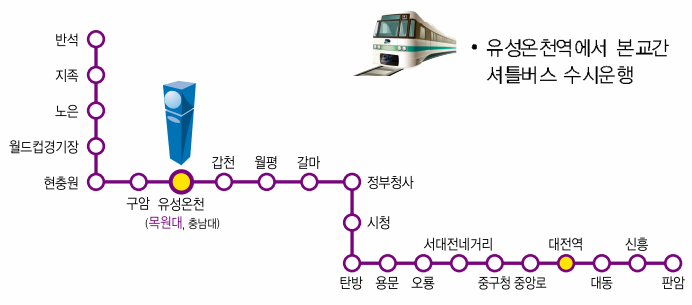 • 유성온천역에서 본교간
셔틀버스 수시운행
반석
지족
노은
월드컵경기장
현충원
구암
유성온천
(목원대, 충남대)
갑천
월평
갈마
정부청사
시청
탄방
용문
오룡
서대전네거리
중구청
중앙로
대전역
대동
신흥
판암